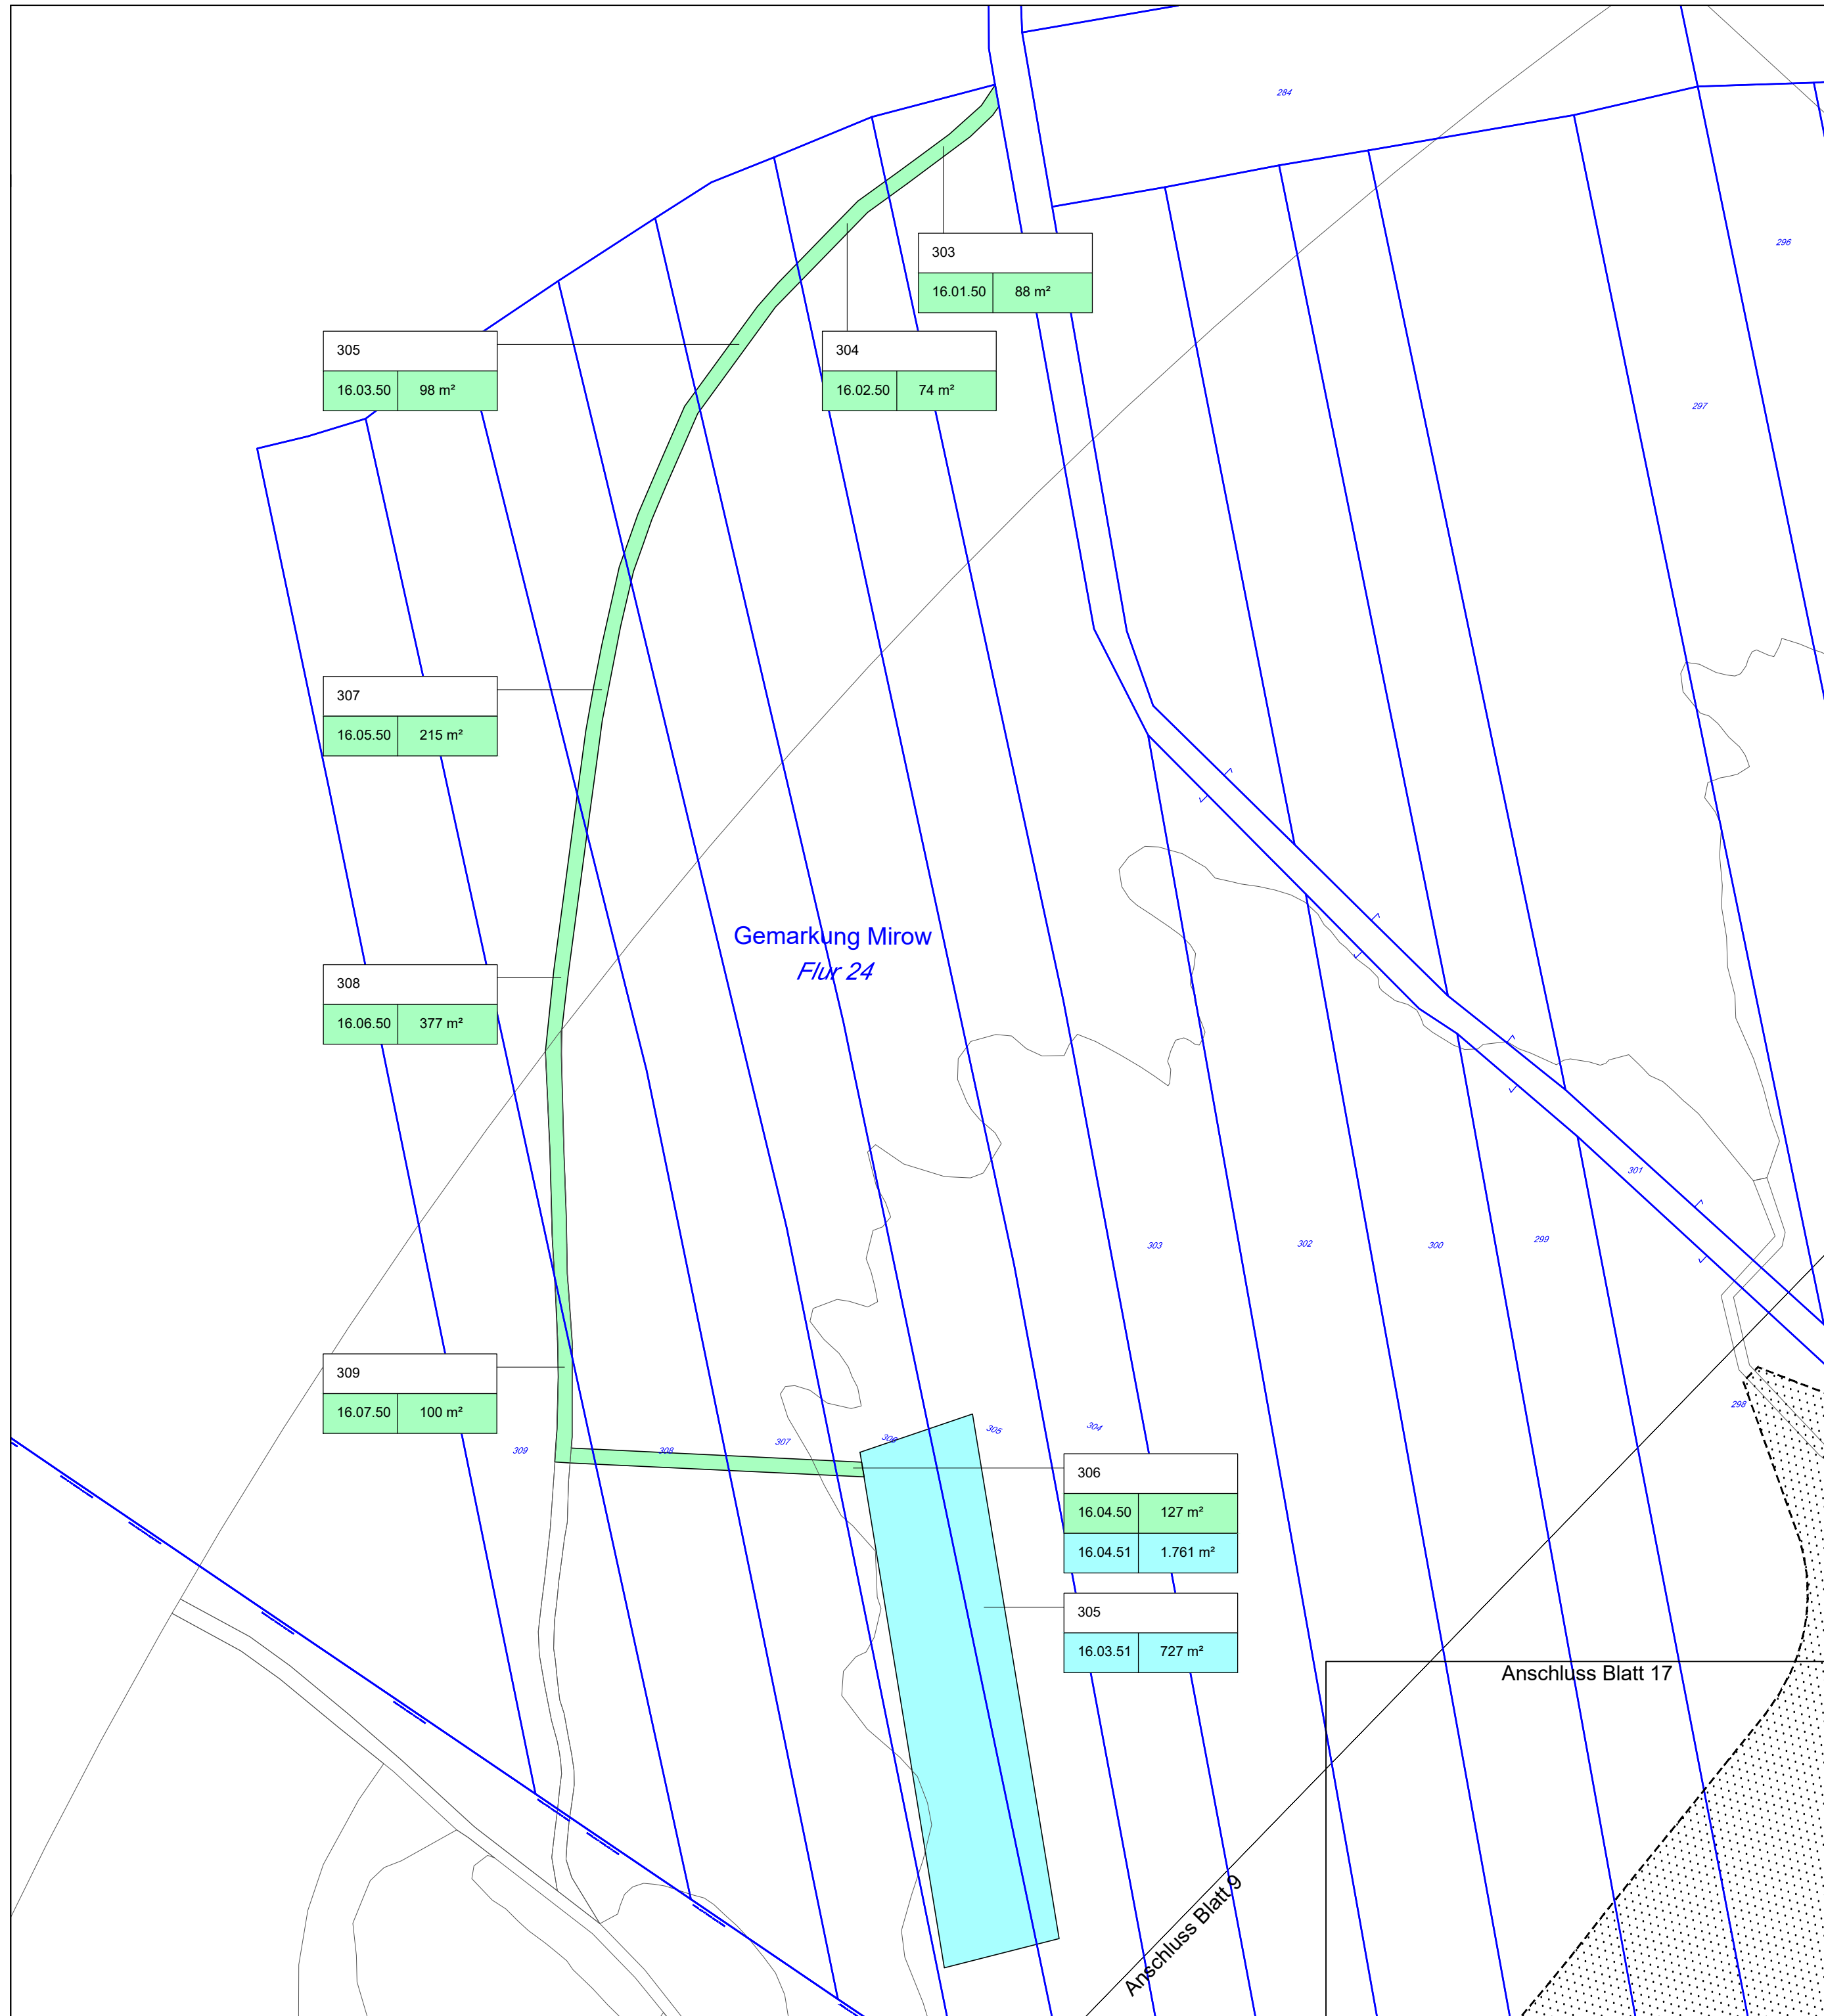 284
296
303
16.01.50 88 m²
305
16.03.50 98 m²
304
16.02.50 74 m²
297
307
16.05.50 215 m²
Gemarkung Mirow
Flur 24
308
16.06.50 377 m²
301
303
302
300
299
309
16.07.50 100 m²
298
309
308
307
306
305
304
306
16.04.50 127 m²
16.04.51 1.761 m²
305
16.03.51 727 m²
Anschluss Blatt 17
Anschluss Blatt 9